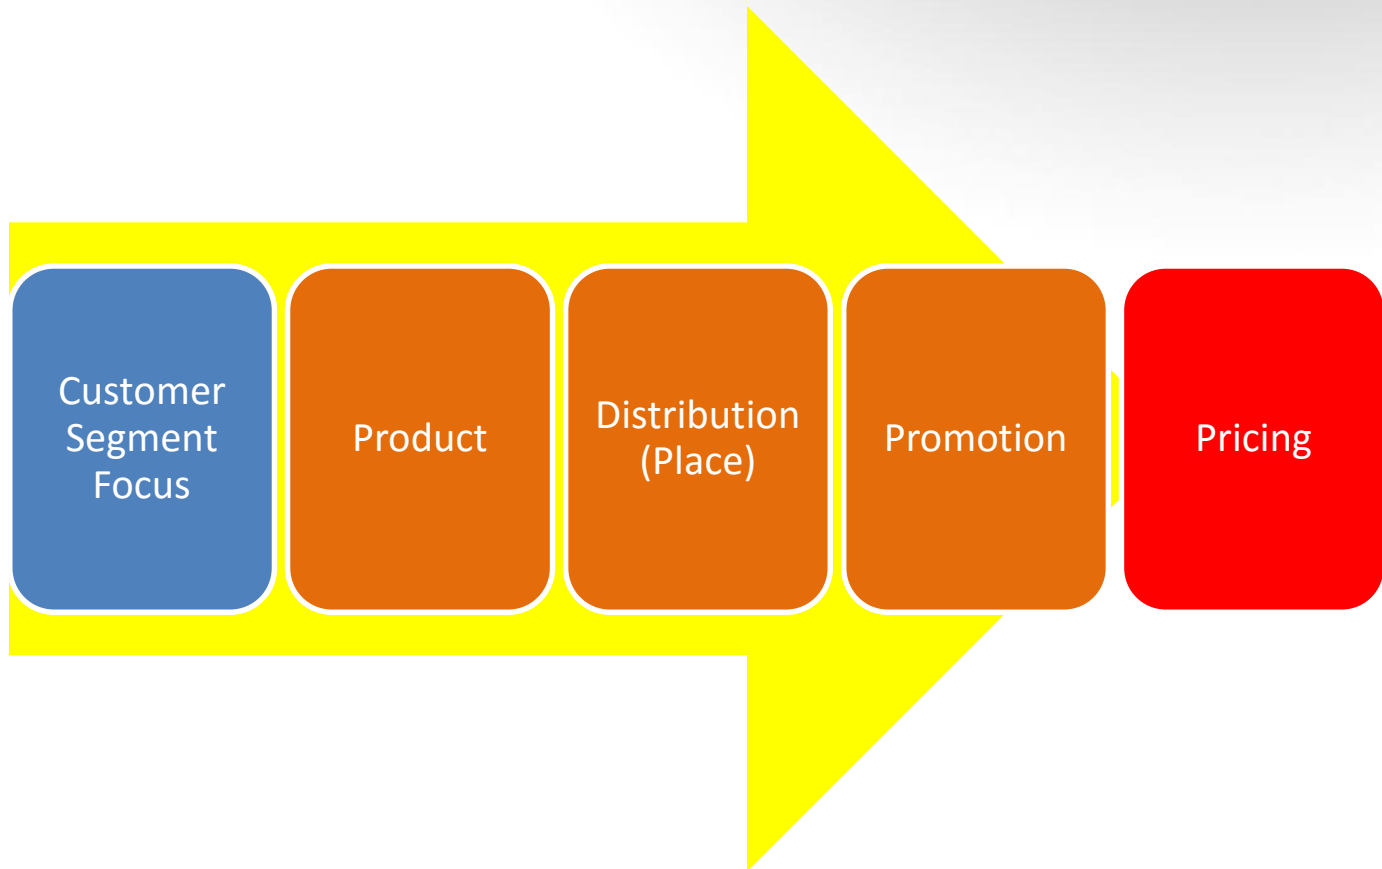 Customer
Segment
Focus
Product
Distribution
(Place)
Promotion
Pricing